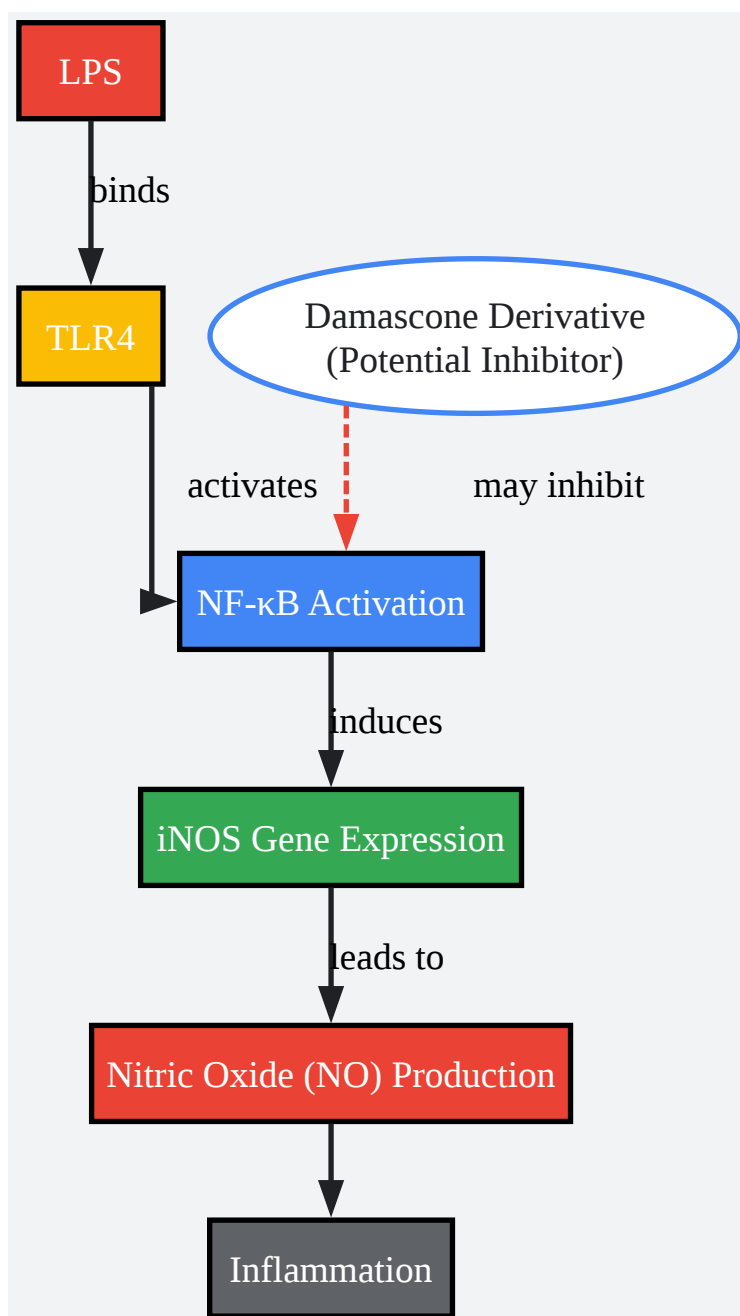 LPS
binds
TLR4
Damascone Derivative
(Potential Inhibitor)
activates
may inhibit
NF-κB Activation
induces
iNOS Gene Expression
leads to
Nitric Oxide (NO) Production
Inflammation